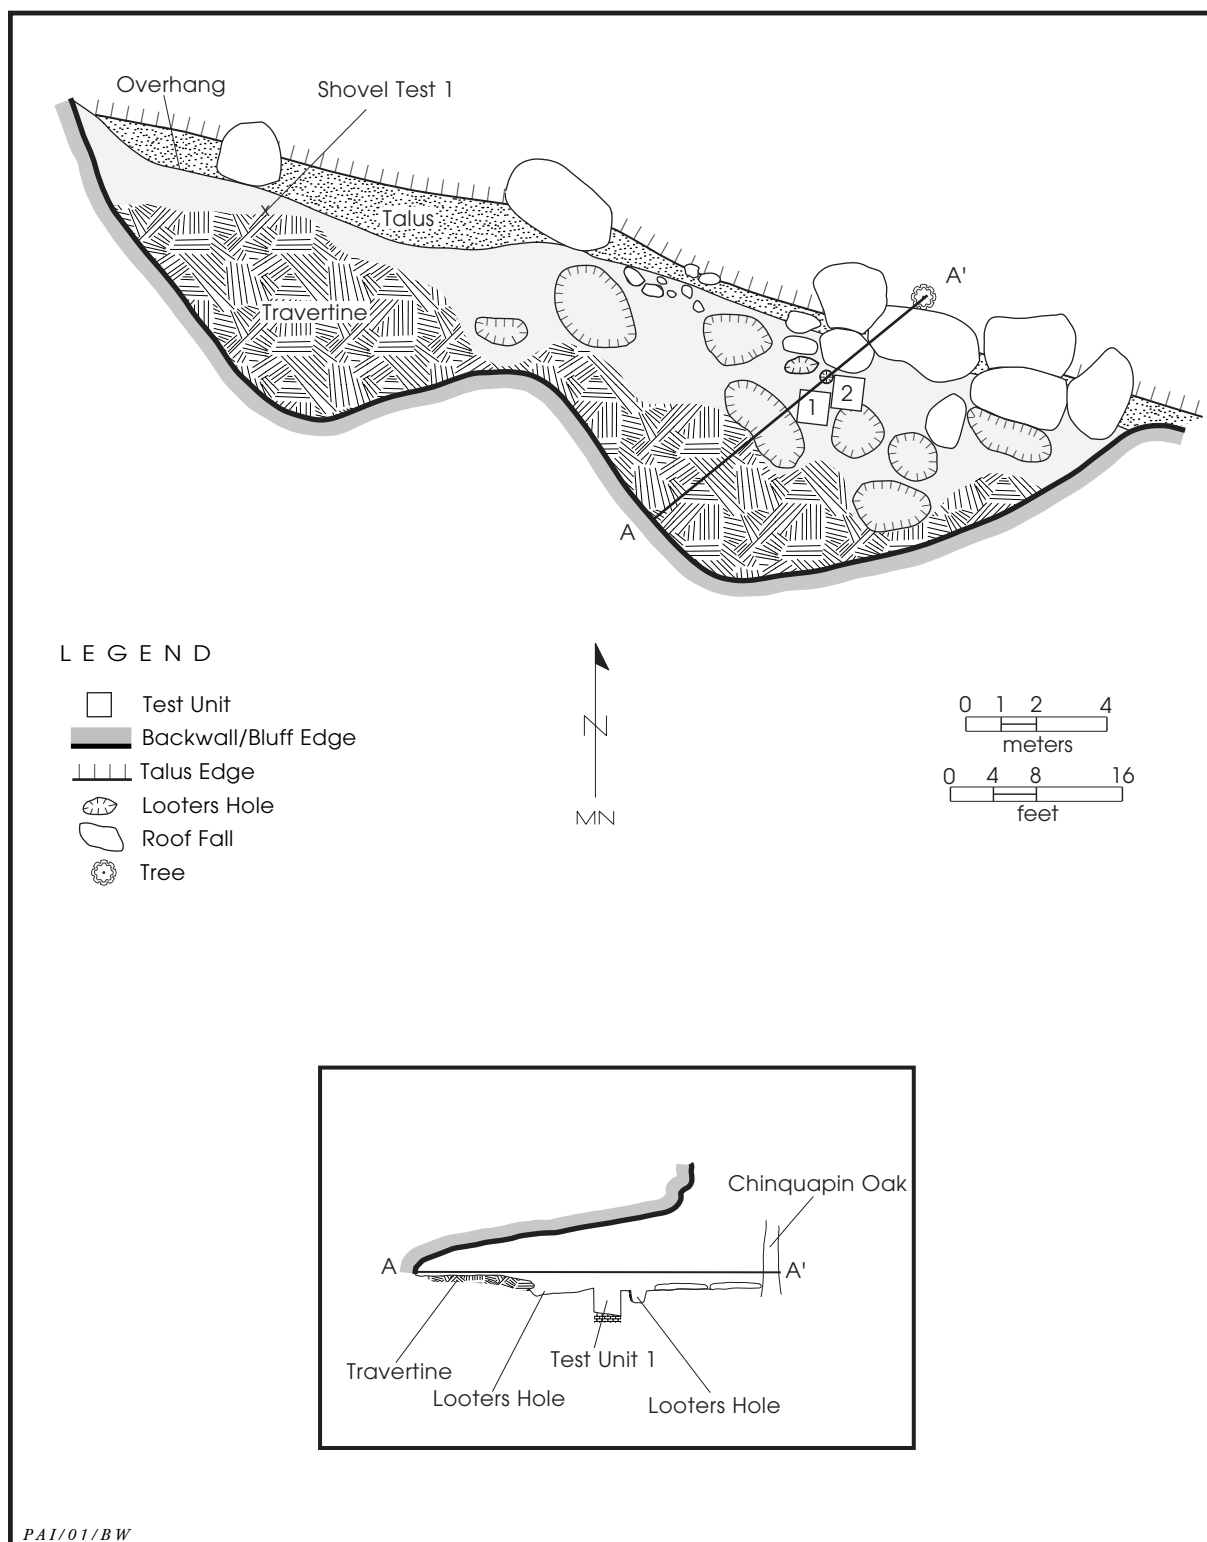 Overhang
Shovel Test 1
Talus
A'
Travertine
2
1
A
LEGEND
Test Unit
Backwall/Bluff Edge
Talus Edge
Looters Hole
Roof Fall
Tree
N
MN
0 1 2 4
meters
0 4 8 16
feet
Chinquapin Oak
A
A'
Test Unit 1
Travertine
Looters Hole
Looters Hole
PAI/01/BW